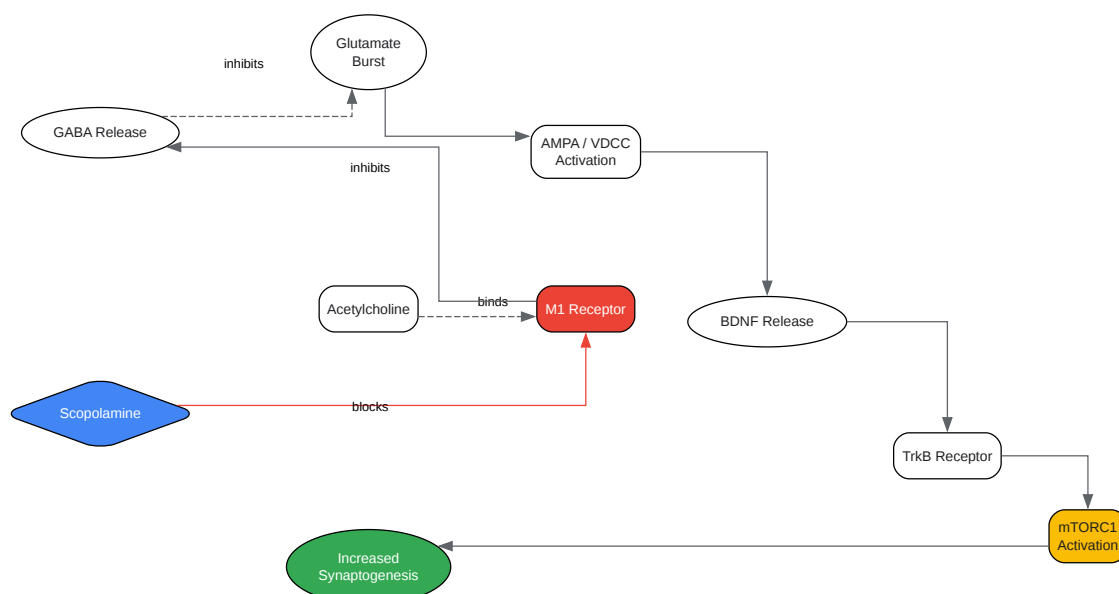 Glutamate
Burst
inhibits
GABA Release
AMPA / VDCC
Activation
inhibits
Acetylcholine
binds
M1 Receptor
BDNF Release
Scopolamine
blocks
TrkB Receptor
mTORC1
Activation
Increased
Synaptogenesis